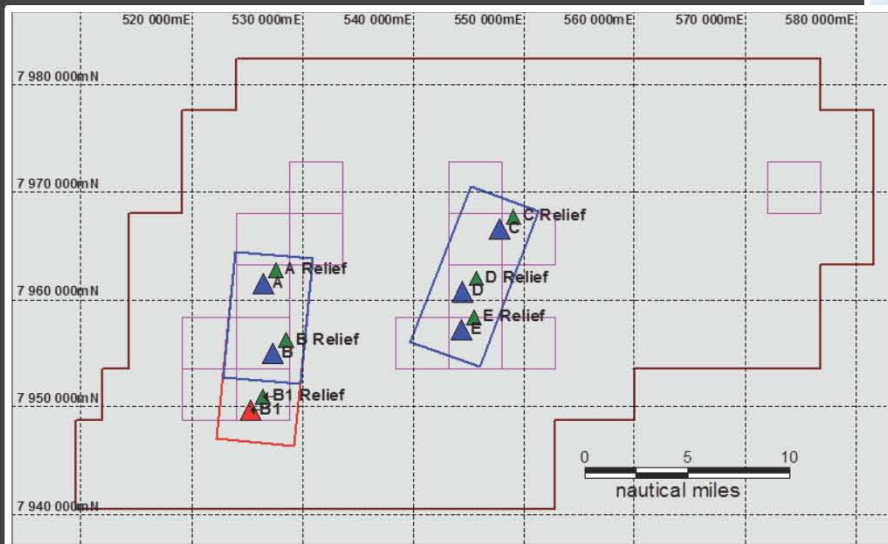 520 000mE 530 000mE 540 000mE 550 000mE 560 000mE 570 000mE 580 000mE
7 980 000mN
7 970 000mN
C Relief
C
A Relief
A
D Relief
D
7 960 000mN
E Relief
E
B Relief
B
B1 Relief
B1
7 950 000mN
0 5 10
nautical miles
7 940 000mN